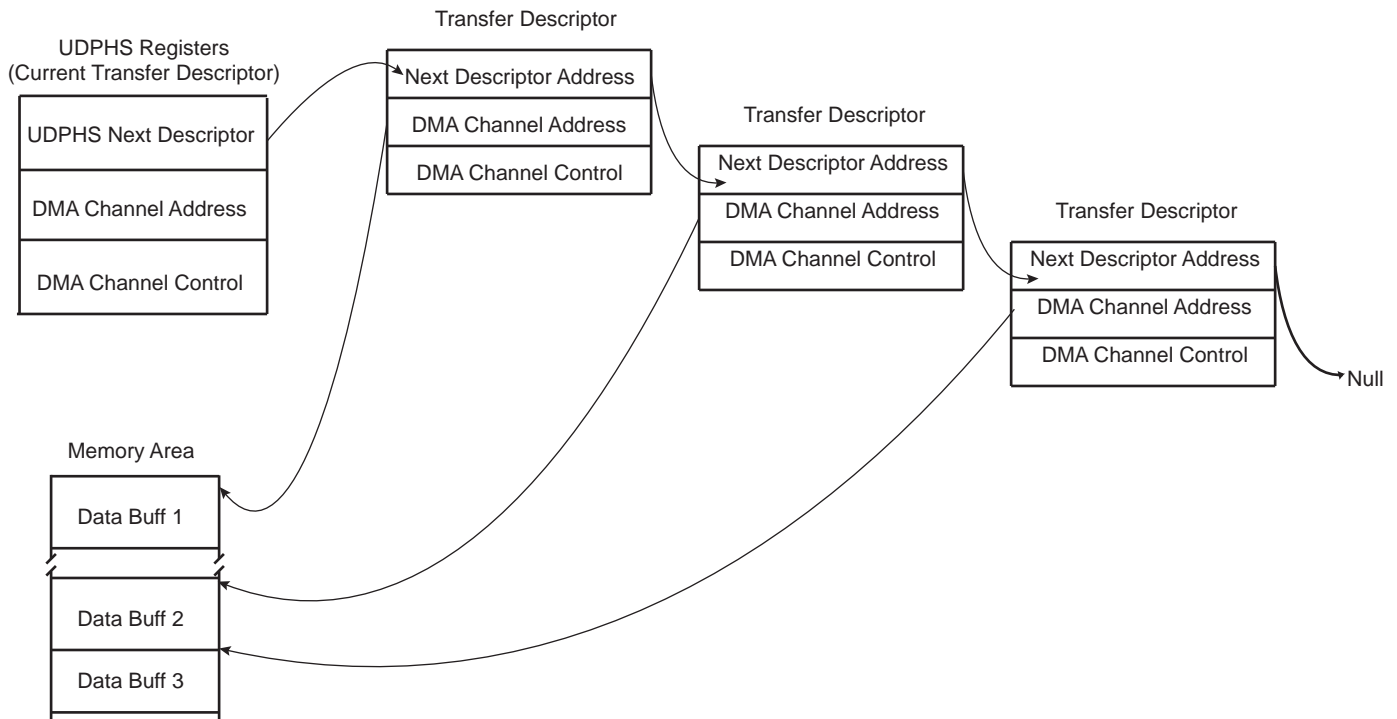 Transfer Descriptor
UDPHS Registers
(Current Transfer Descriptor)
Next Descriptor Address
DMA Channel Address
DMA Channel Control
UDPHS Next Descriptor
DMA Channel Address
DMA Channel Control
Transfer Descriptor
Next Descriptor Address
DMA Channel Address
DMA Channel Control
Transfer Descriptor
Next Descriptor Address
DMA Channel Address
DMA Channel Control
Null
Memory Area
Data Buff 1
Data Buff 2
Data Buff 3